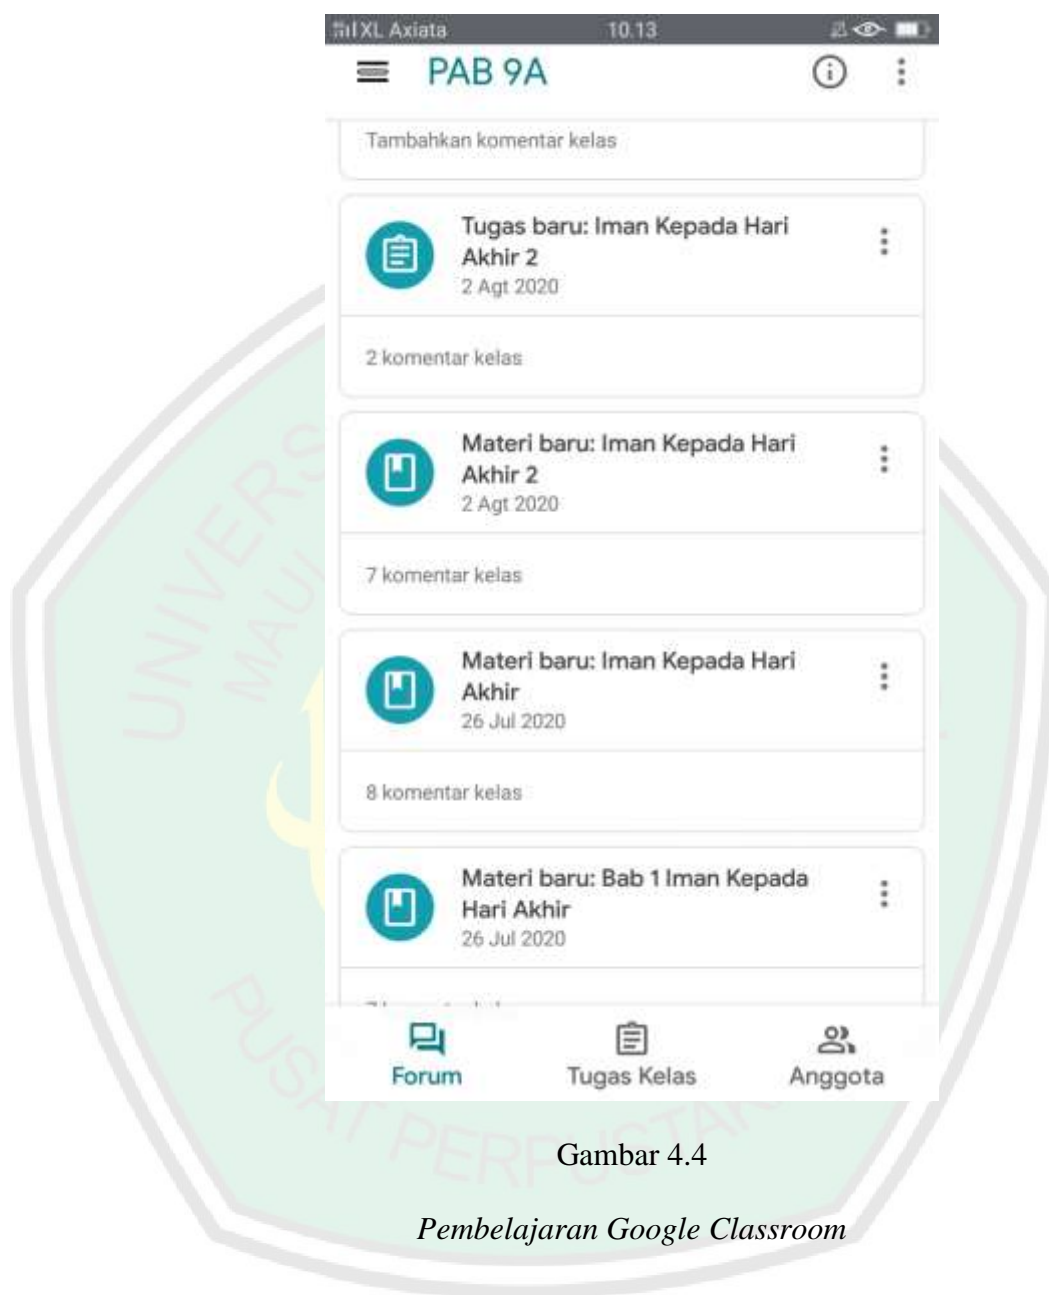 XL Axiata 10.13
PAB 9A
Tambahkan komentar kelas
Tugas baru: Iman Kepada Hari
Akhir 2
2 Agt 2020
2 komentar kelas
Materi baru: Iman Kepada Hari
Akhir 2
2 Agt 2020
7 komentar kelas
Materi baru: Iman Kepada Hari
Akhir
26 Jul 2020
8 komentar kelas
Materi baru: Bab 1 Iman Kepada
Hari Akhir
26 Jul 2020
Forum Tugas Kelas Anggota
Gambar 4.4
Pembelajaran Google Classroom